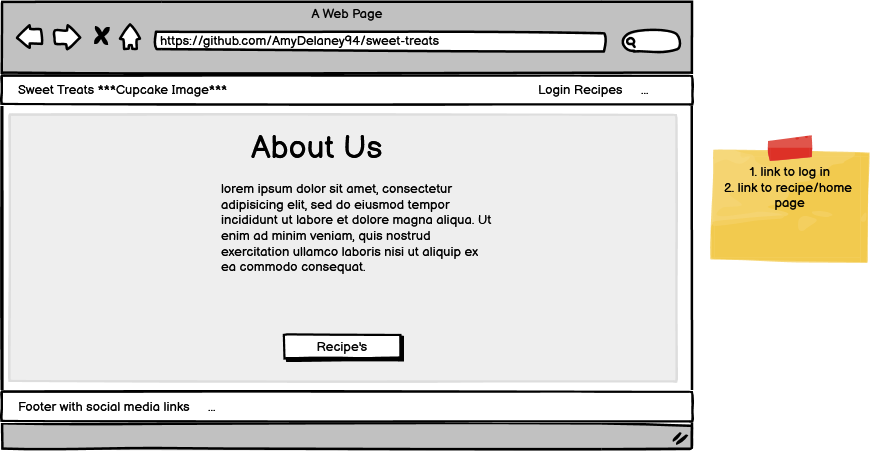 A Web Page
https://github.com/AmyDelaney94/sweet-treats
Sweet Treats ***Cupcake Image***
Login Recipes ...
About Us
lorem ipsum dolor sit amet, consectetur
adipisicing elit, sed do eiusmod tempor
incididunt ut labore et dolore magna aliqua. Ut
enim ad minim veniam, quis nostrud
exercitation ullamco laboris nisi ut aliquip ex
ea commodo consequat.
Recipe's
Footer with social media links ...
1. link to log in
2. link to recipe/home
page